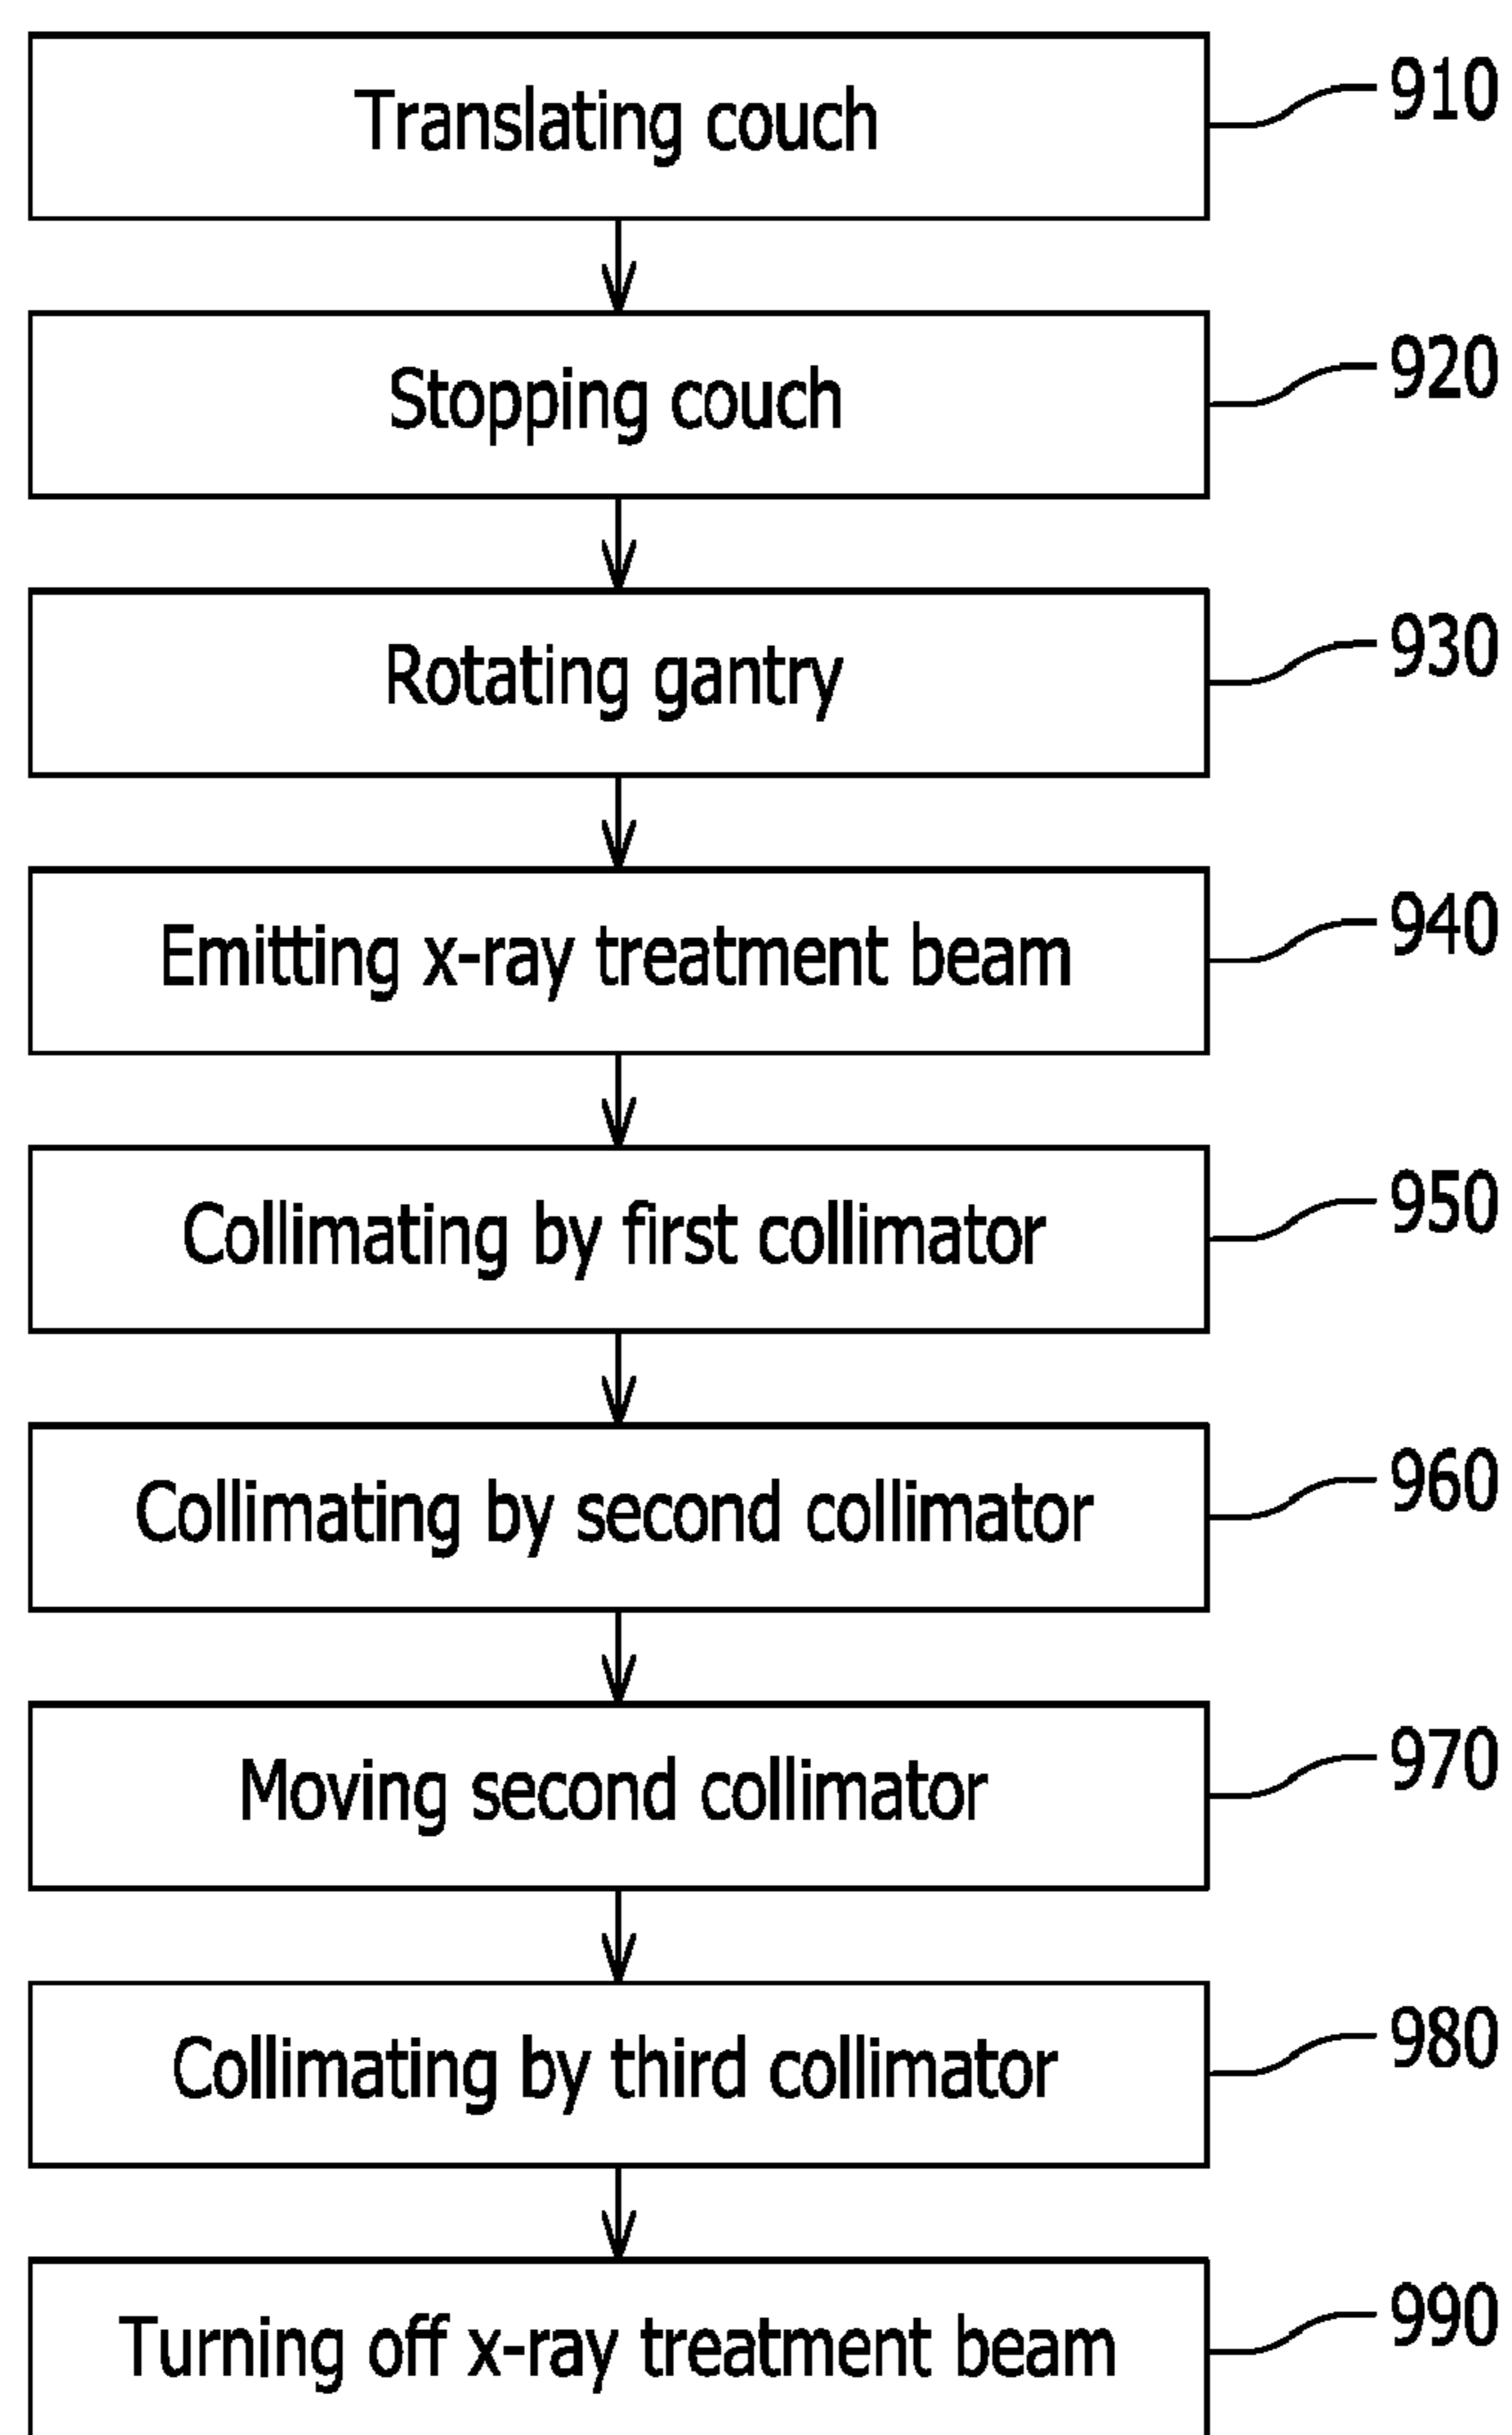 Translating couch 910
Stopping couch 920
Rotating gantry 930
Emitting x-ray treatment beam 940
Collimating by first collimator 950
Collimating by second collimator 960
Moving second collimator 970
Collimating by third collimator 980
Turning off x-ray treatment beam 990